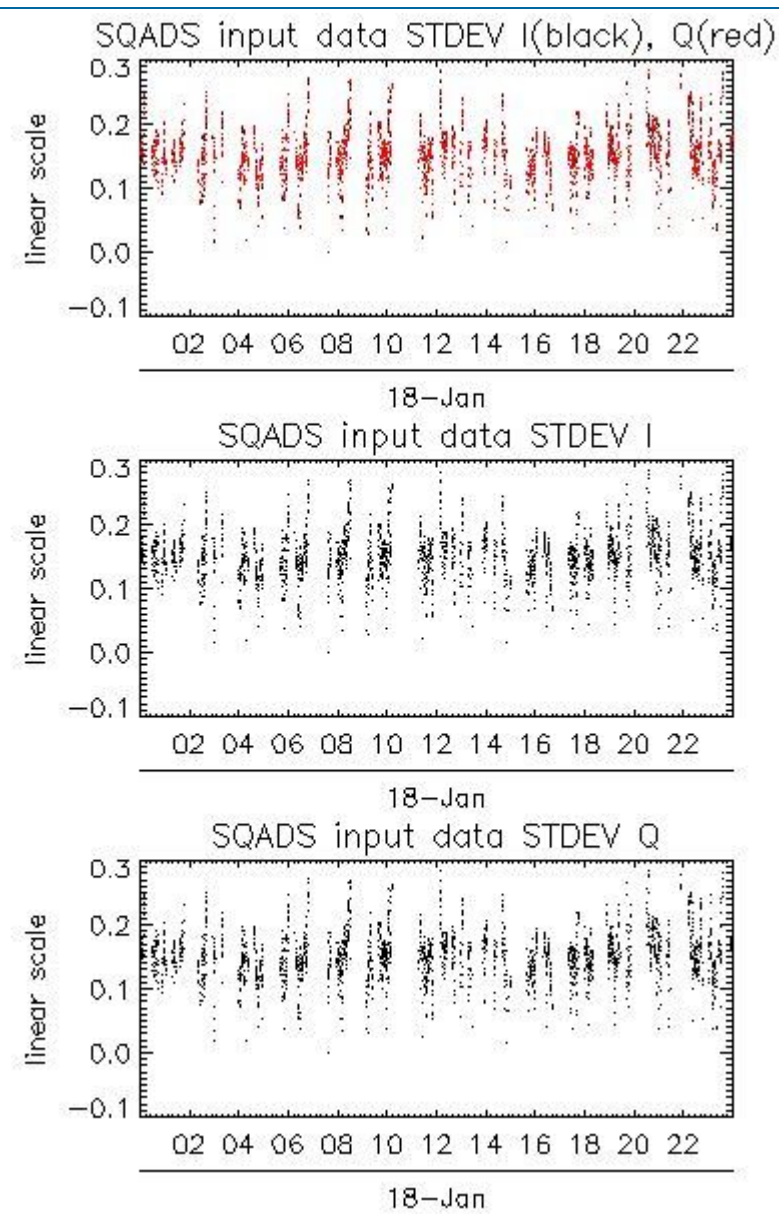 SQADS input data STDEV I(black), Q(red)
0.3
0.2
0.1
0.0
−0.1
linear scale
02 04 06 08 10 12 14 16 18 20 22
18−Jan
SQADS input data STDEV I
0.3
0.2
0.1
0.0
−0.1
linear scale
02 04 06 08 10 12 14 16 18 20 22
18−Jan
SQADS input data STDEV Q
0.3
0.2
0.1
0.0
−0.1
linear scale
02 04 06 08 10 12 14 16 18 20 22
18−Jan